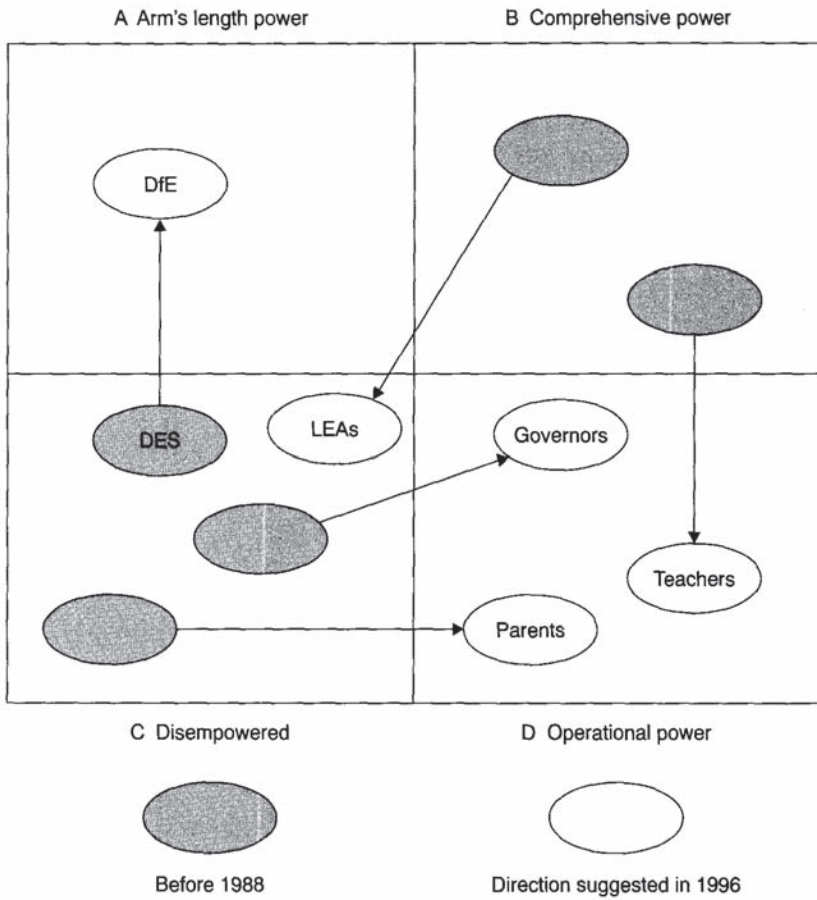 A Arm's length power
B Comprehensive power
DfE
DES
LEAs
Governors
Teachers
Parents
C Disempowered
D Operational power
Before 1988
Direction suggested in 1996